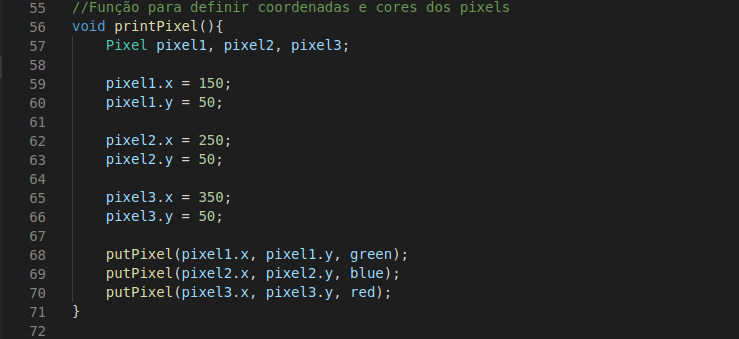 55 //Função para definir coordenadas e cores dos pixels
56 void printPixel(){
57     Pixel pixel1, pixel2, pixel3;
58
59     pixel1.x = 150;
60     pixel1.y = 50;
61
62     pixel2.x = 250;
63     pixel2.y = 50;
64
65     pixel3.x = 350;
66     pixel3.y = 50;
67
68     putPixel(pixel1.x, pixel1.y, green);
69     putPixel(pixel2.x, pixel2.y, blue);
70     putPixel(pixel3.x, pixel3.y, red);
71 }
72